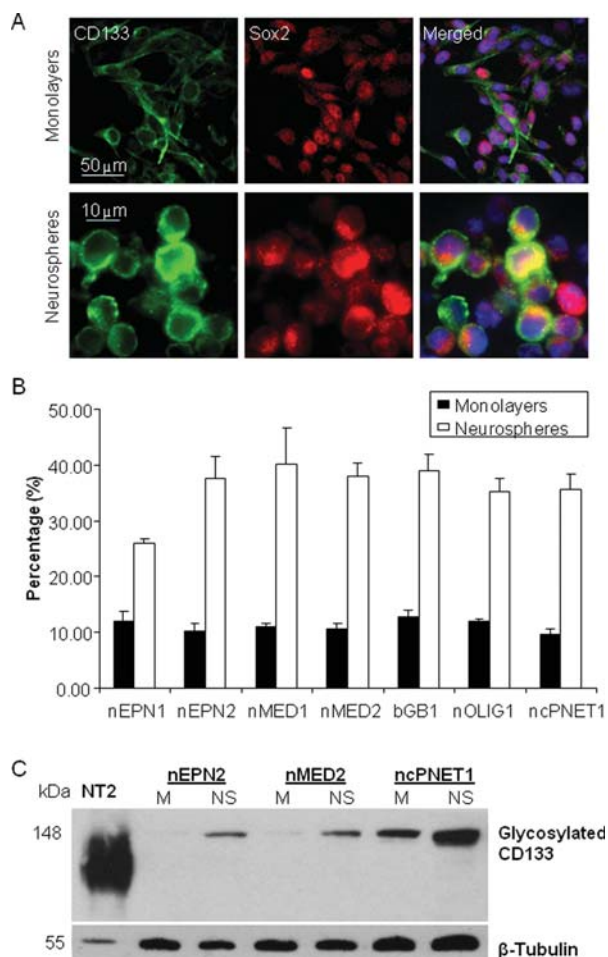 A
CD133 Sox2 Merged
Monolayers
50 μm
10 μm
Neurospheres
B
50.00
40.00
30.00
20.00
10.00
0.00
Percentage (%)
Monolayers
Neurospheres
nEPN1 nEPN2 nMED1 nMED2 bGB1 nOLIG1 ncPNET1
C
nEPN2 nMED2 ncPNET1
kDa NT2 M NS M NS M NS
148 Glycosylated
CD133
55 β-Tubulin